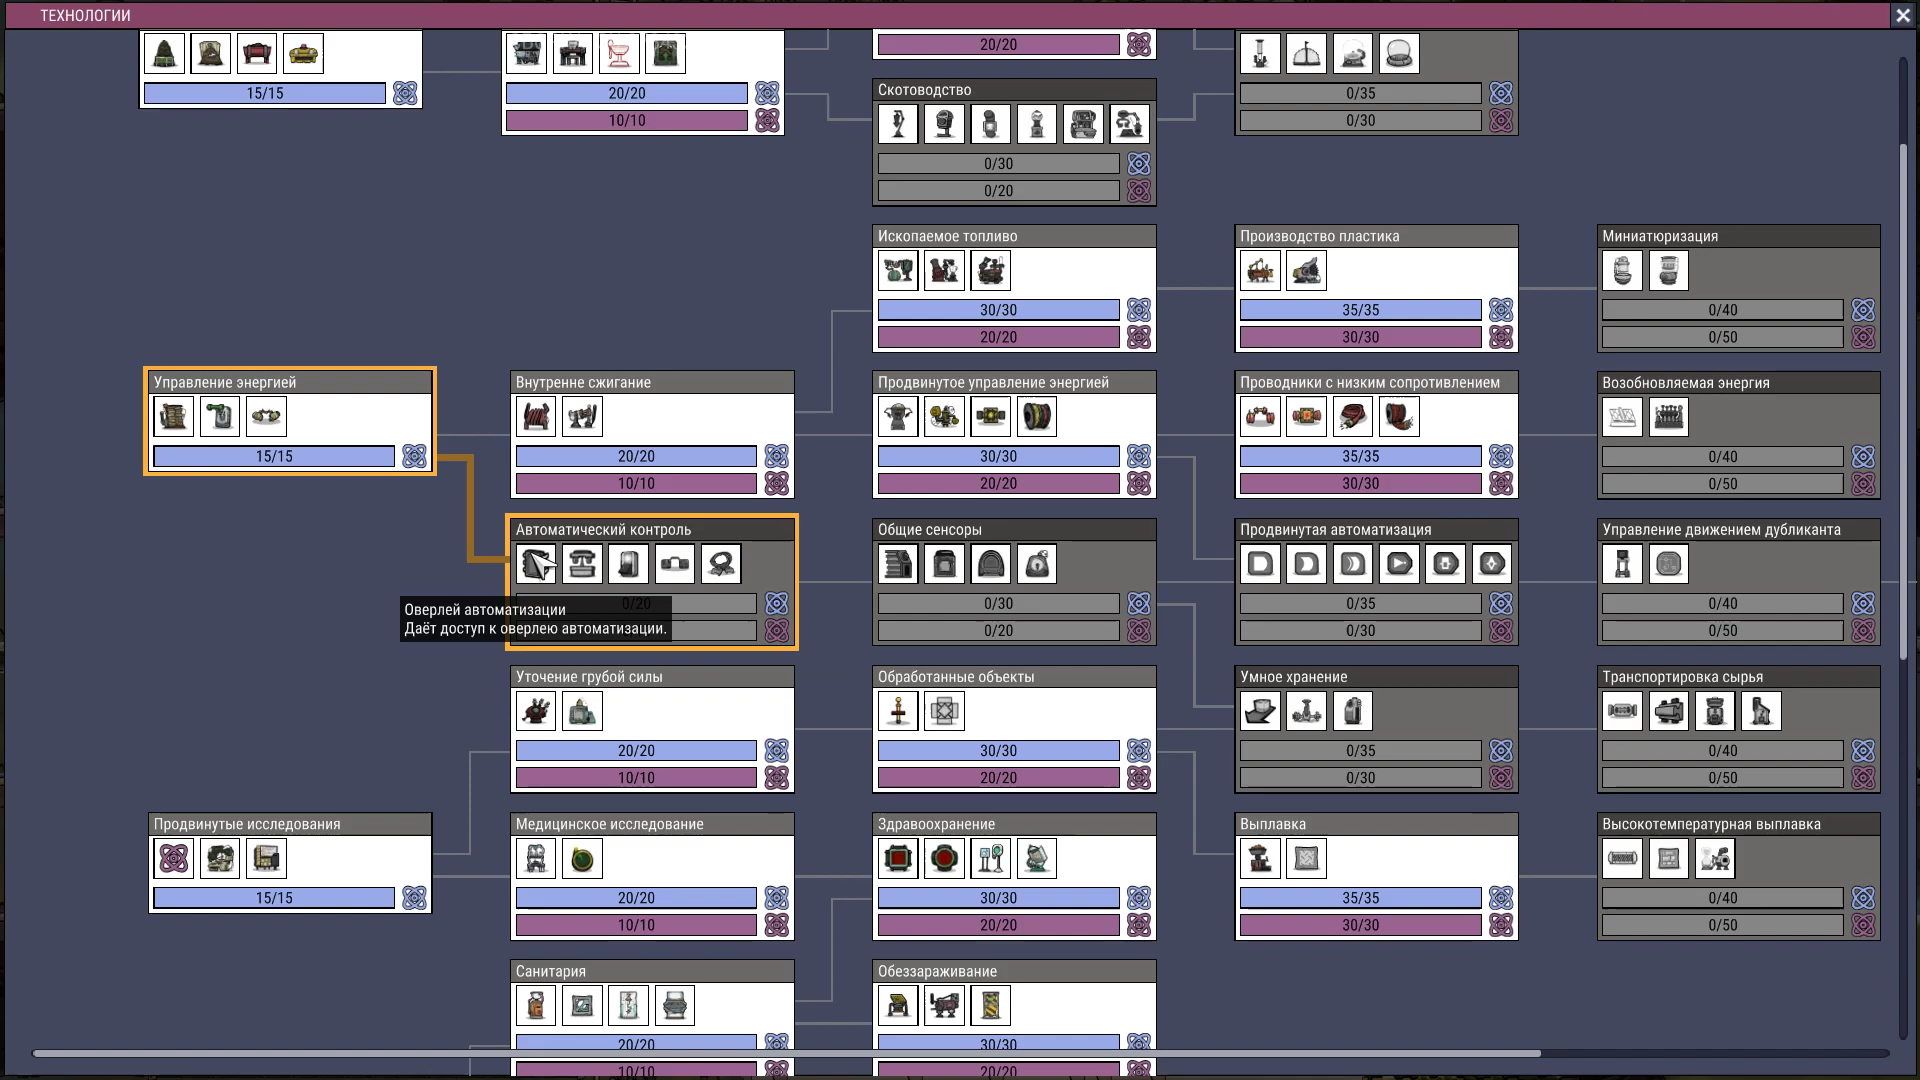 ТЕХНОЛОГИИ
15/15
20/20
10/10
20/20
Скотоводство
0/30
0/20
0/35
0/30
Ископаемое топливо
30/30
20/20
Производство пластика
35/35
30/30
Миниатюризация
0/40
0/50
Управление энергией
15/15
Внутренне сжигание
20/20
10/10
Продвинутое управление энергией
30/30
20/20
Проводники с низким сопротивлением
35/35
30/30
Возобновляемая энергия
0/40
0/50
Автоматический контроль
0/20
Оверлей автоматизации
Даёт доступ к оверлею автоматизации.
Общие сенсоры
0/30
0/20
Продвинутая автоматизация
0/35
0/30
Управление движением дубликанта
0/40
0/50
Уточнение грубой силы
20/20
10/10
Обработанные объекты
30/30
20/20
Умное хранение
0/35
0/30
Транспортировка сырья
0/40
0/50
Продвинутые исследования
15/15
Медицинское исследование
20/20
10/10
Здравоохранение
30/30
20/20
Выплавка
35/35
30/30
Высокотемпературная выплавка
0/40
0/50
Санитария
20/20
10/10
Обеззараживание
30/30
20/20